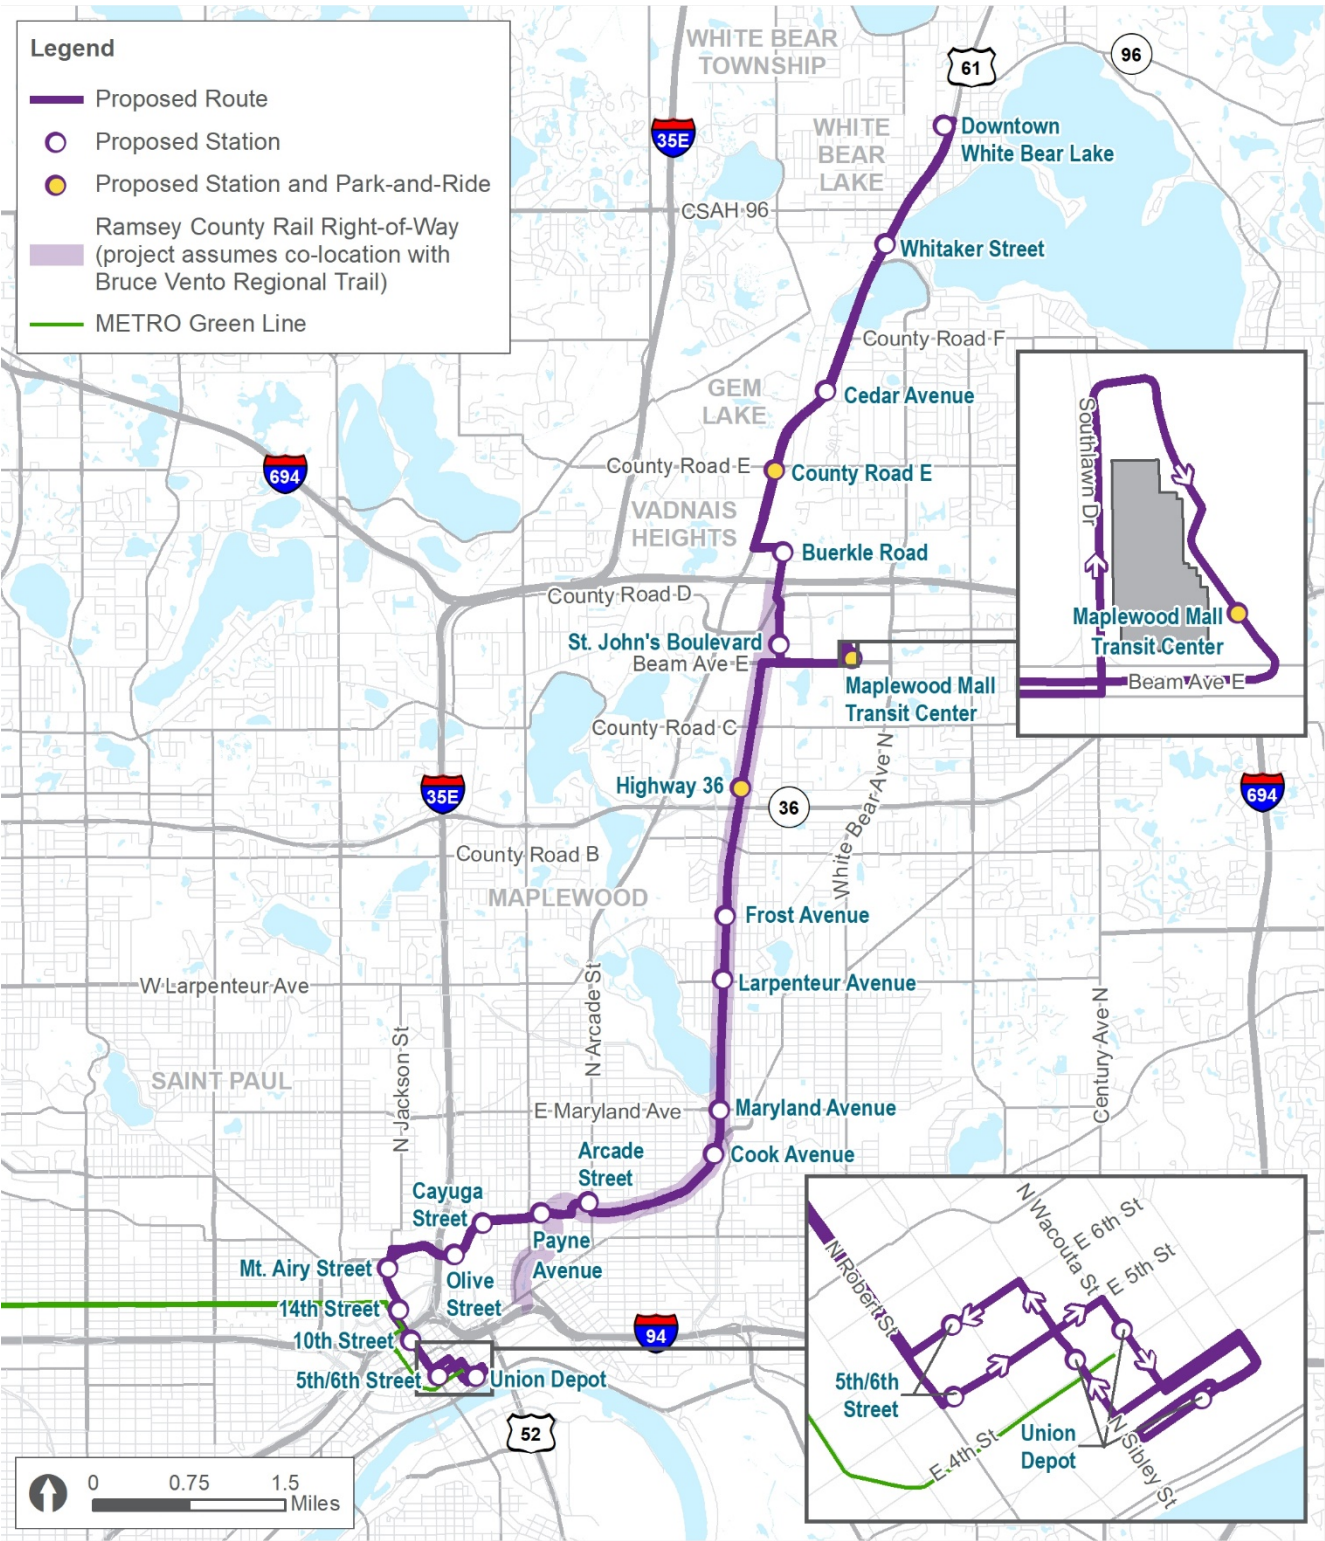 Legend
Proposed Route
Proposed Station
Proposed Station and Park-and-Ride
Ramsey County Rail Right-of-Way
(project assumes co-location with
Bruce Vento Regional Trail)
METRO Green Line
WHITE BEAR
TOWNSHIP
61
96
35E
WHITE
BEAR
LAKE
Downtown
White Bear Lake
CSAH 96
Whitaker Street
County Road F
GEM
LAKE
Cedar Avenue
694
County Road E
County Road E
VADNAIS
HEIGHTS
Buerkle Road
County Road D
St. John's Boulevard
Beam Ave E
Maplewood Mall
Transit Center
County Road C
Southlawn Dr
Maplewood Mall
Transit Center
Beam Ave E
Highway 36
36
35E
694
White Bear Ave N
County Road B
MAPLEWOOD
Frost Avenue
W Larpenteur Ave
Larpenteur Avenue
N Jackson St
N Arcade St
Century Ave N
SAINT PAUL
E Maryland Ave
Maryland Avenue
Arcade
Street
Cook Avenue
Cayuga
Street
Payne
Avenue
Mt. Airy Street
Olive
Street
14th Street
10th Street
94
5th/6th Street
Union Depot
52
N Robert St
N Wacouta St
E 6th St
E 5th St
5th/6th
Street
E 4th St
Union
Depot
N Sibley St
0 0.75 1.5
Miles